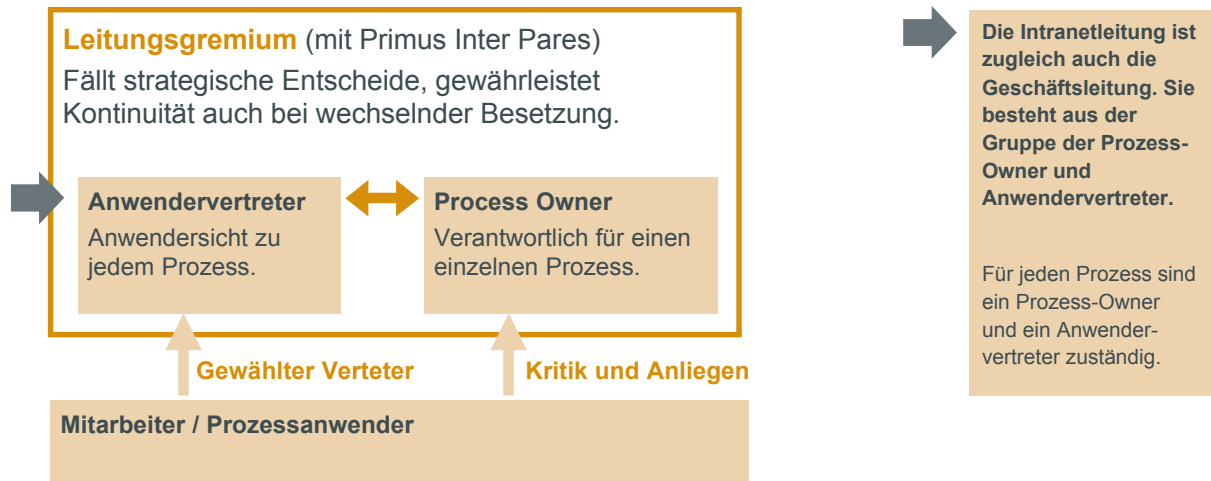 Leitungsgremium (mit Primus Inter Pares)
Fällt strategische Entscheide, gewährleistet
Kontinuität auch bei wechselnder Besetzung.
Anwendervertreter
Anwendersicht zu
jedem Prozess.
Process Owner
Verantwortlich für einen
einzelnen Prozess.
Gewählter Verteter
Kritik und Anliegen
Mitarbeiter / Prozessanwender
Die Intranetleitung ist
zugleich auch die
Geschäftsleitung. Sie
besteht aus der
Gruppe der Prozess-
Owner und
Anwendervertreter.
Für jeden Prozess sind
ein Prozess-Owner
und ein Anwender-
vertreter zuständig.